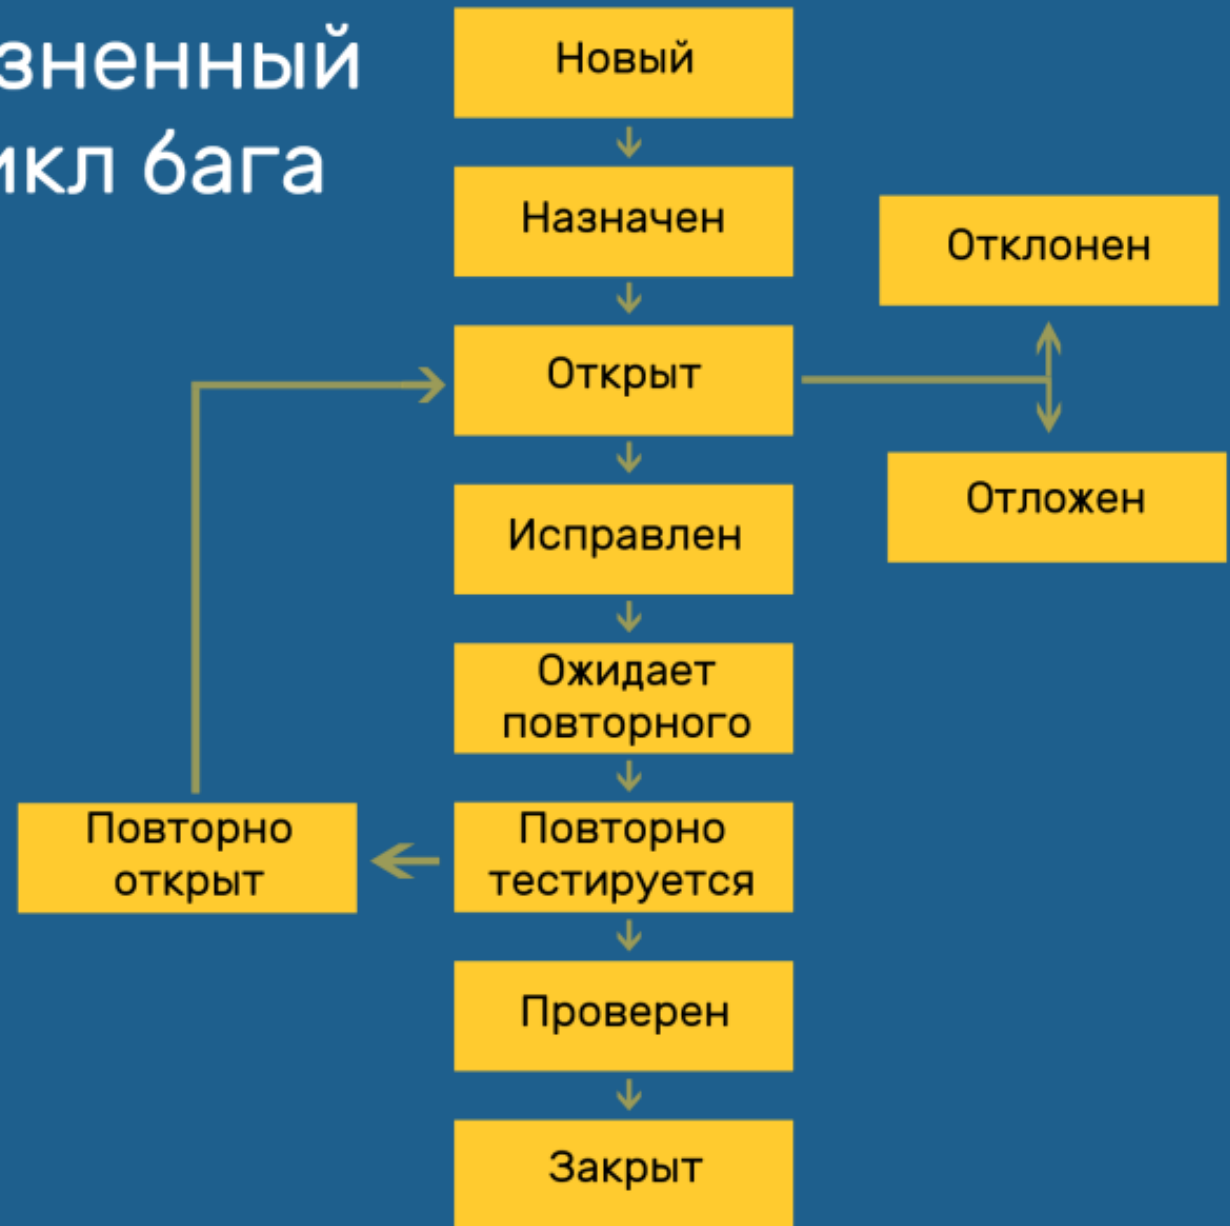 зненный
икл бага
Новый
Назначен
Отклонен
Открыт
Отложен
Исправлен
Ожидает
повторного
Повторно
открыт
Повторно
тестируется
Проверен
Закрыт